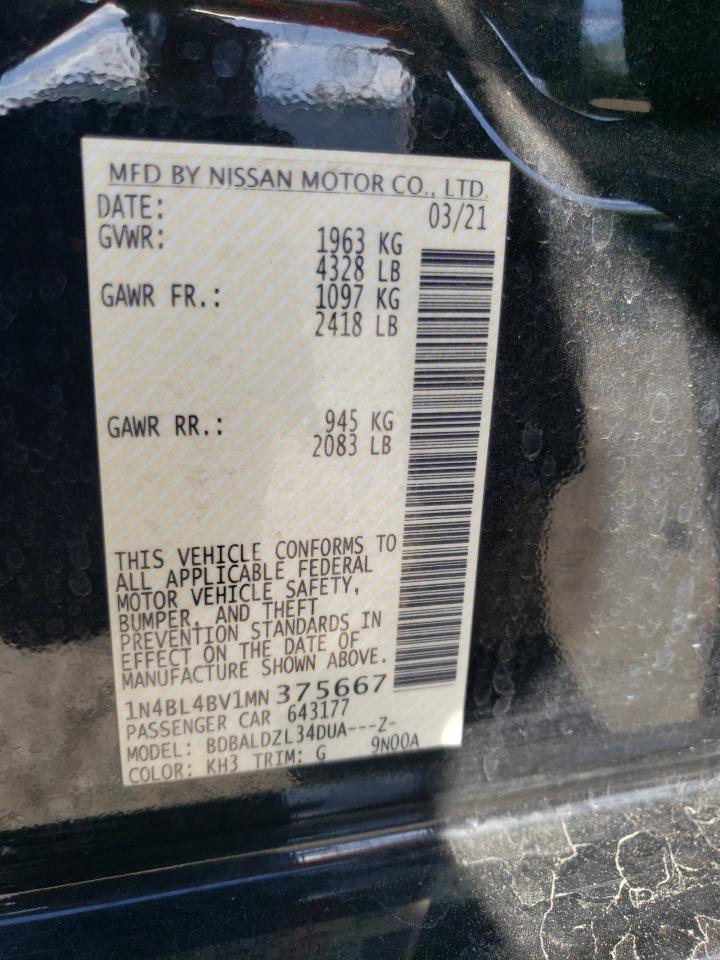 MFD BY NISSAN MOTOR CO., LTD.
DATE: 03/21
GVWR: 1963 KG
4328 LB
GAWR FR.: 1097 KG
2418 LB
GAWR RR.: 945 KG
2083 LB
THIS VEHICLE CONFORMS TO
ALL APPLICABLE FEDERAL
MOTOR VEHICLE SAFETY,
BUMPER, AND THEFT
PREVENTION STANDARDS IN
EFFECT ON THE DATE OF
MANUFACTURE SHOWN ABOVE.
1N4BL4BV1MN375667
PASSENGER CAR 643177
MODEL: BDBALDZL34DUA---Z-
COLOR: KH3 TRIM: G 9N00A